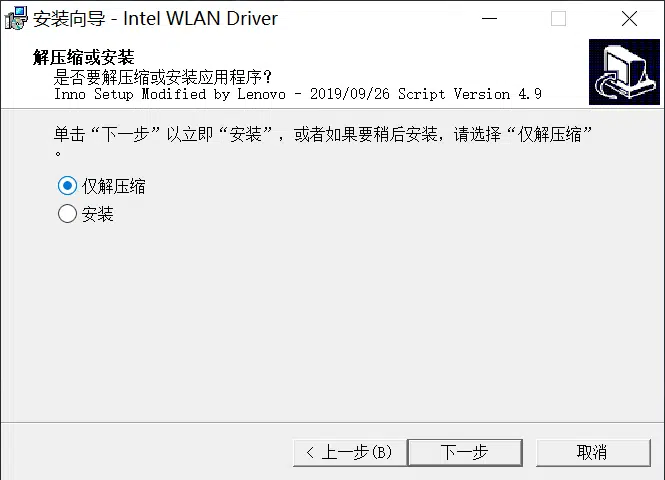 安装向导 - Intel WLAN Driver
解压缩或安装
是否要解压缩或安装应用程序？
Inno Setup Modified by Lenovo - 2019/09/26 Script Version 4.9
单击“下一步”以立即“安装”，或者如果要稍后安装，请选择“仅解压缩”
。
仅解压缩
安装
< 上一步(B)
下一步
取消